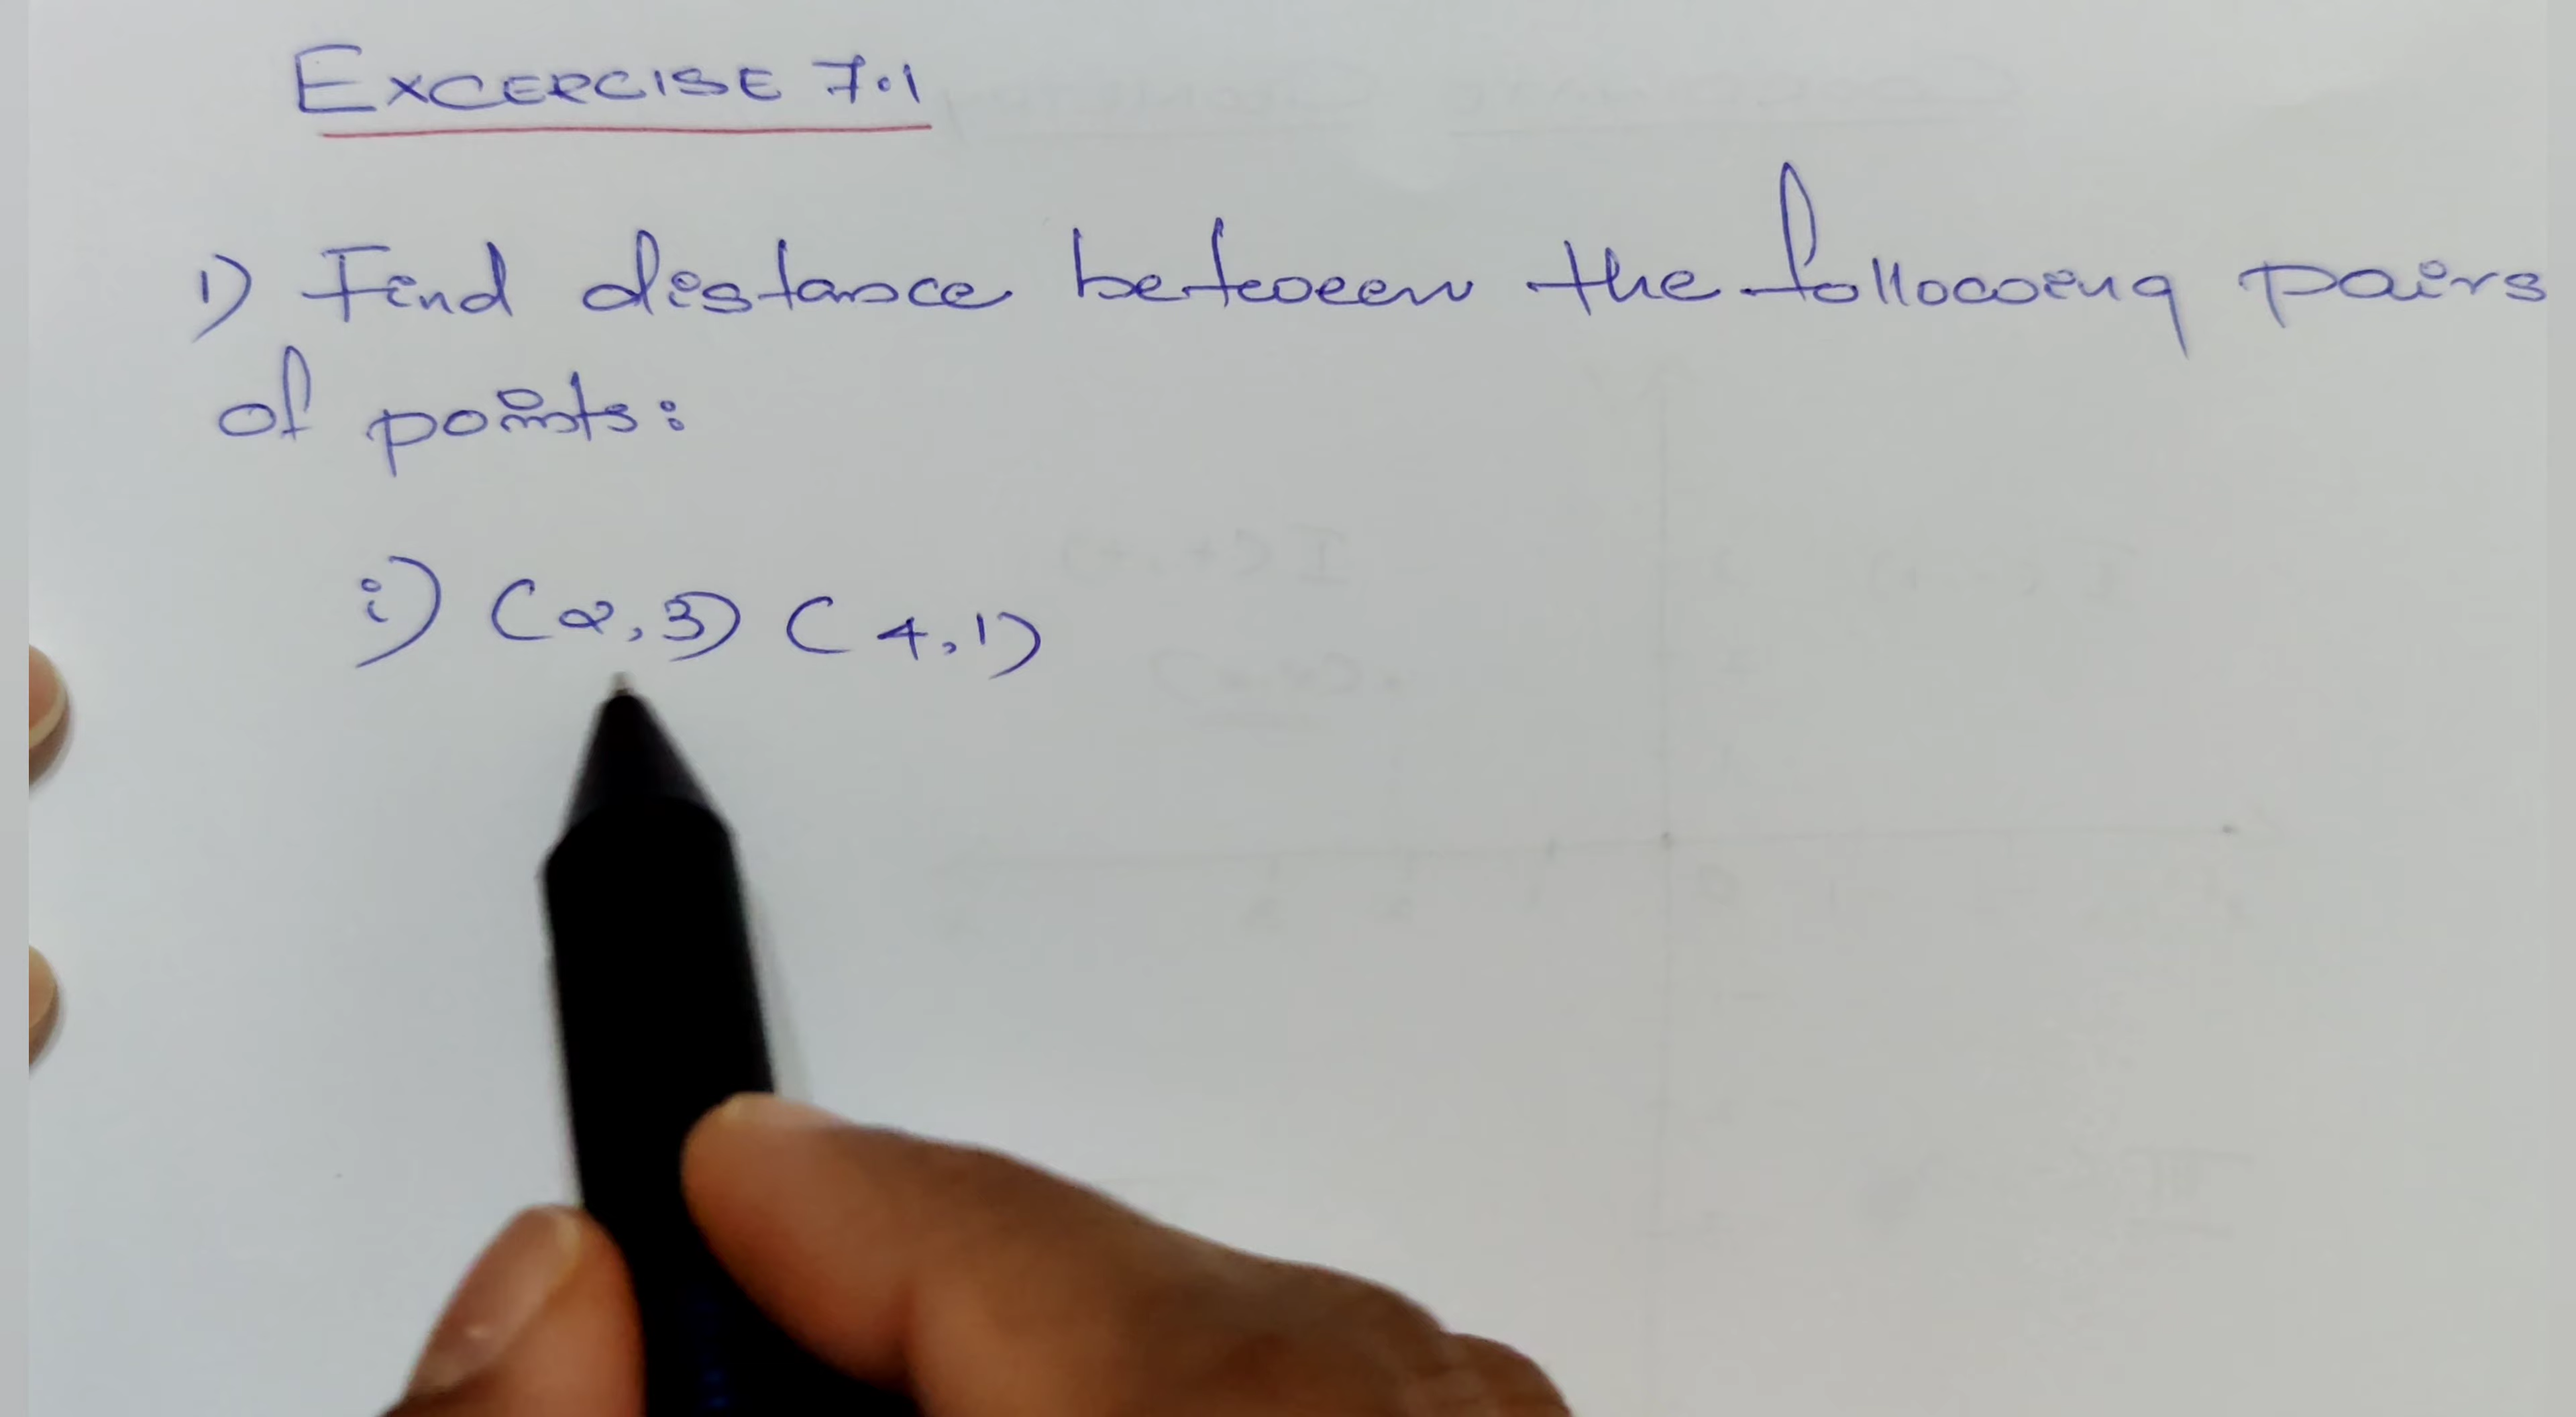 EXCERCISE 7.1
1) Find distance between the following pairs
of points:
i) (2,3) (4,1)